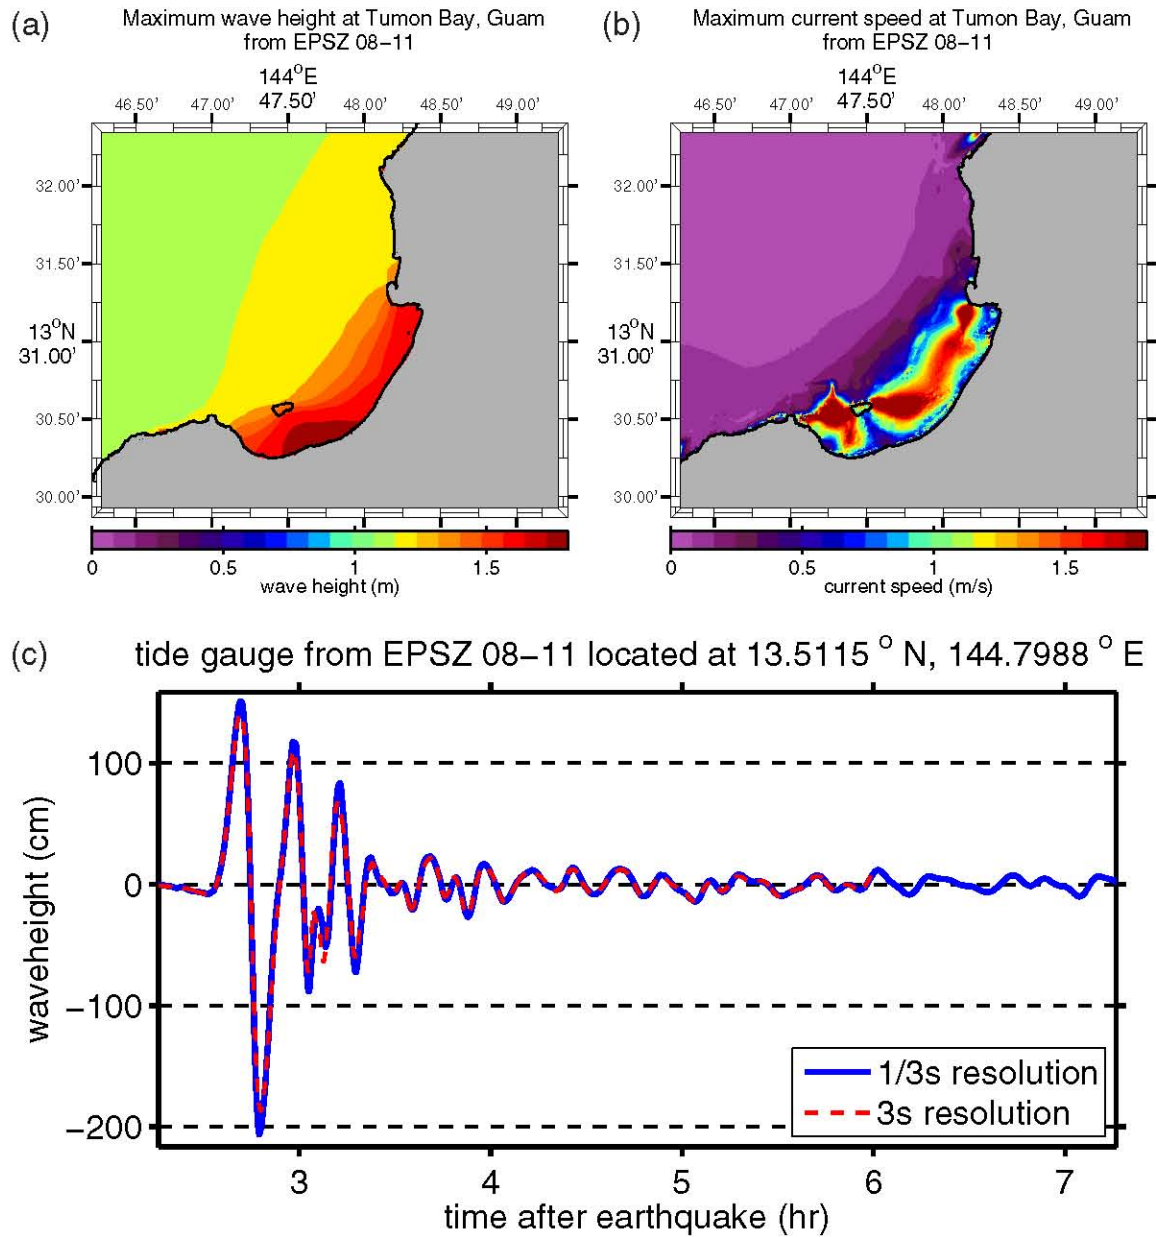 (a)
Maximum wave height at Tumon Bay, Guam
from EPSZ 08-11
144°E
46.50' 47.00' 47.50' 48.00' 48.50' 49.00'
32.00'
31.50'
13°N
31.00'
30.50'
30.00'
0 0.5 1 1.5
wave height (m)
(b)
Maximum current speed at Tumon Bay, Guam
from EPSZ 08-11
144°E
46.50' 47.00' 47.50' 48.00' 48.50' 49.00'
32.00'
31.50'
13°N
31.00'
30.50'
30.00'
0 0.5 1 1.5
current speed (m/s)
(c)
tide gauge from EPSZ 08-11 located at 13.5115 ° N, 144.7988 ° E
waveheight (cm)
100
0
-100
-200
1/3s resolution
3s resolution
3 4 5 6 7
time after earthquake (hr)